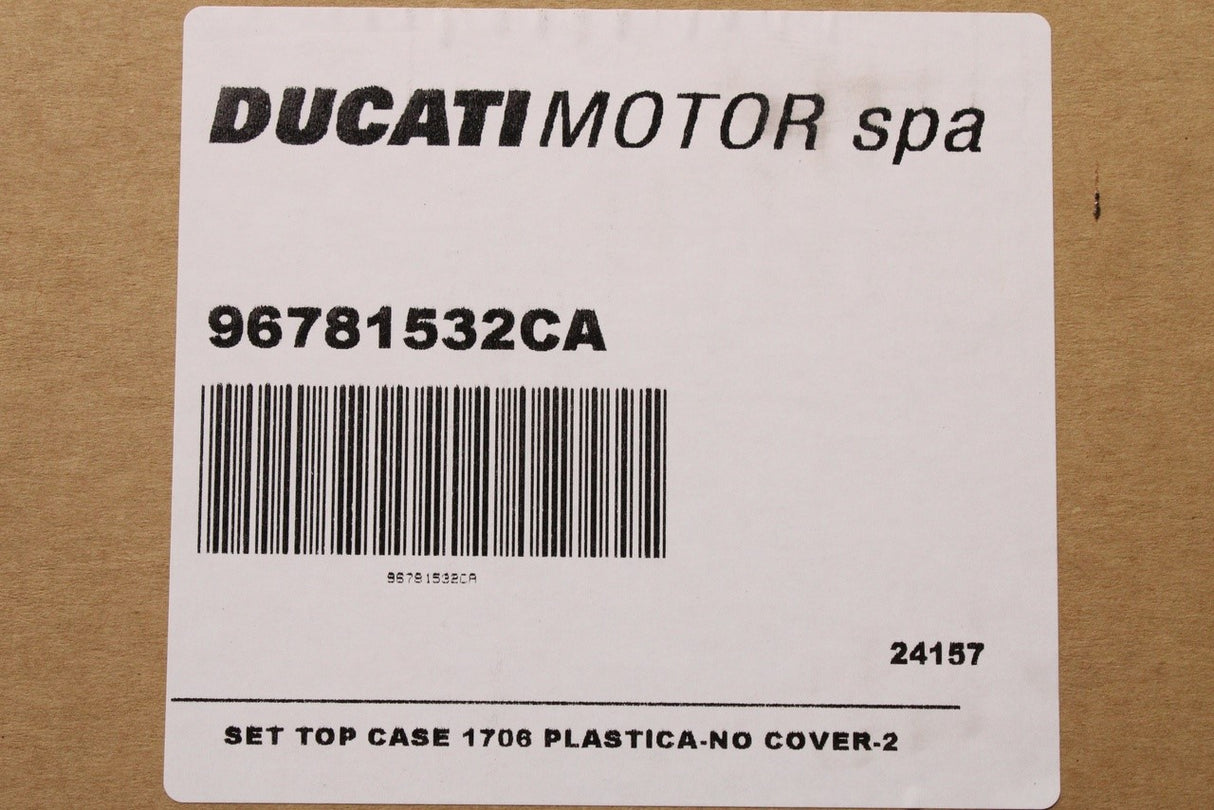 DUCATI MOTOR spa
96781532CA
96781532CA
24157
SET TOP CASE 1706 PLASTICA-NO COVER-2